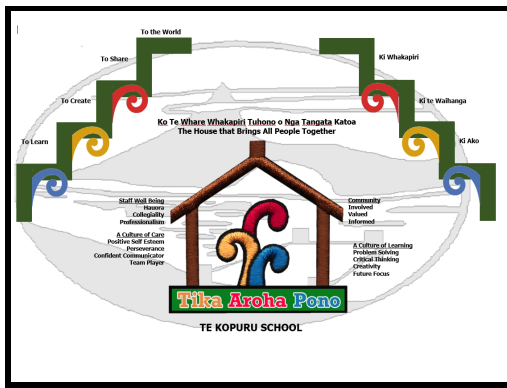 To the World
To Share
To Create
To Learn
Ki Whakapiri
Ki te Waihanga
Ki Ako
Ko Te Whare Whakapiri Tuhono o Nga Tangata Katoa
The House that Brings All People Together
Staff Well Being
Hauora
Collegiality
Professionalism
A Culture of Care
Positive Self Esteem
Perseverance
Confident Communicator
Team Player
Community
Involved
Valued
Informed
A Culture of Learning
Problem Solving
Critical Thinking
Creativity
Future Focus
Tika Aroha Pono
TE KOPURU SCHOOL